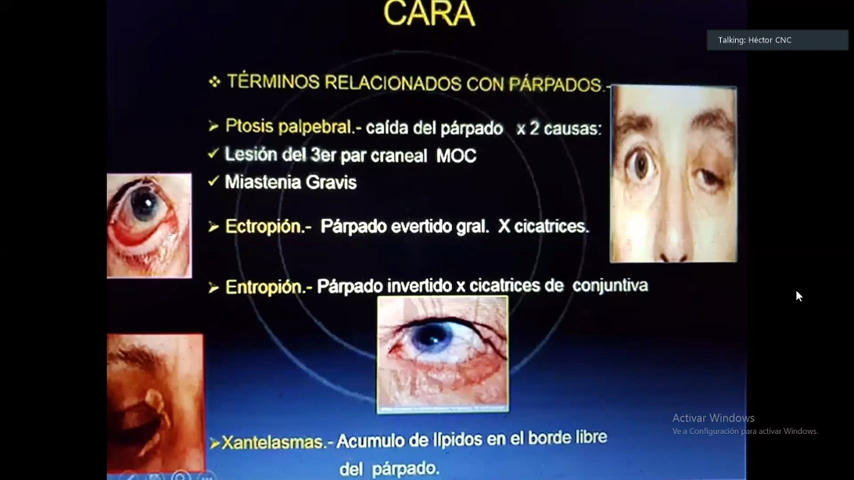 CARA
Talking: Héctor CNC
❖ TÉRMINOS RELACIONADOS CON PÁRPADOS.-
➤ Ptosis palpebral.- caída del párpado x 2 causas:
✓ Lesión del 3er par craneal MOC
✓ Miastenia Gravis
➤ Ectropión.- Párpado evertido gral. X cicatrices.
➤ Entropión.- Párpado invertido x cicatrices de conjuntiva
Activar Windows
Ve a Configuración para activar Windows.
➤Xantelasmas.- Acumulo de lípidos en el borde libre
del párpado.